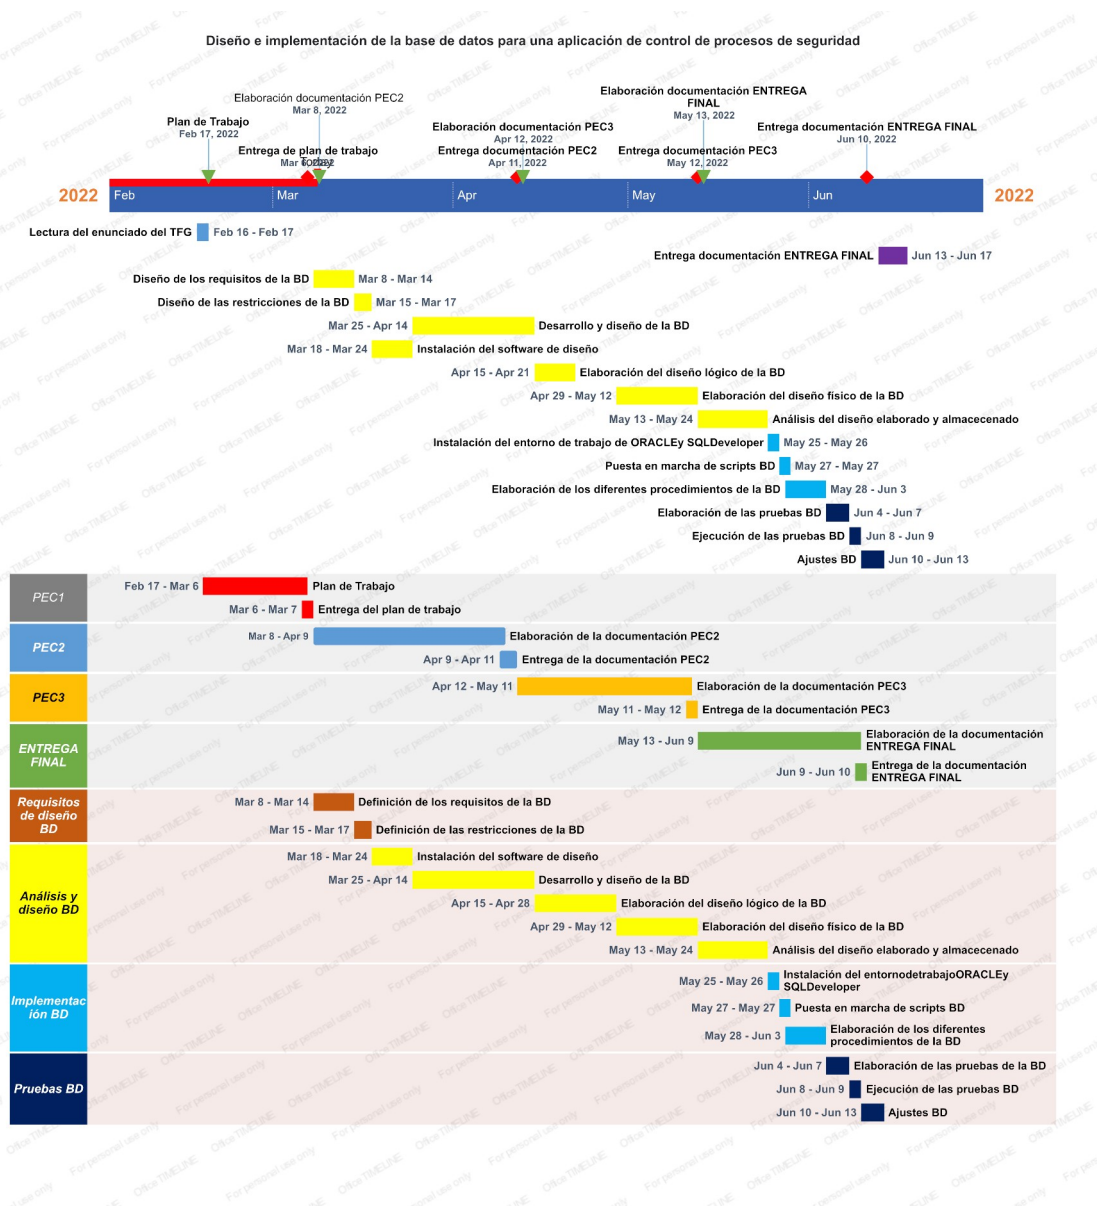 Diseño e implementación de la base de datos para una aplicación de control de procesos de seguridad
Elaboración documentación ENTREGA
FINAL
May 13, 2022
Elaboración documentación PEC2
Mar 8, 2022
Plan de Trabajo
Feb 17, 2022
Elaboración documentación PEC3
Apr 12, 2022
Entrega documentación ENTREGA FINAL
Jun 10, 2022
Entrega de plan de trabajo
Mar 6, 2022
Today
Entrega documentación PEC2
Apr 11, 2022
Entrega documentación PEC3
May 12, 2022
2022
Feb
Mar
Apr
May
Jun
2022
Lectura del enunciado del TFG
Feb 16 - Feb 17
Entrega documentación ENTREGA FINAL
Jun 13 - Jun 17
Diseño de los requisitos de la BD
Mar 8 - Mar 14
Diseño de las restricciones de la BD
Mar 15 - Mar 17
Mar 25 - Apr 14
Desarrollo y diseño de la BD
Mar 18 - Mar 24
Instalación del software de diseño
Apr 15 - Apr 21
Elaboración del diseño lógico de la BD
Apr 29 - May 12
Elaboración del diseño físico de la BD
May 13 - May 24
Análisis del diseño elaborado y almacecenado
Instalación del entorno de trabajo de ORACLEy SQLDeveloper
May 25 - May 26
Puesta en marcha de scripts BD
May 27 - May 27
Elaboración de los diferentes procedimientos de la BD
May 28 - Jun 3
Elaboración de las pruebas BD
Jun 4 - Jun 7
Ejecución de las pruebas BD
Jun 8 - Jun 9
Ajustes BD
Jun 10 - Jun 13
PEC1
Feb 17 - Mar 6
Plan de Trabajo
Mar 6 - Mar 7
Entrega del plan de trabajo
PEC2
Mar 8 - Apr 9
Elaboración de la documentación PEC2
Apr 9 - Apr 11
Entrega de la documentación PEC2
PEC3
Apr 12 - May 11
Elaboración de la documentación PEC3
May 11 - May 12
Entrega de la documentación PEC3
ENTREGA
FINAL
May 13 - Jun 9
Elaboración de la documentación
ENTREGA FINAL
Jun 9 - Jun 10
Entrega de la documentación
ENTREGA FINAL
Requisitos
de diseño
BD
Mar 8 - Mar 14
Definición de los requisitos de la BD
Mar 15 - Mar 17
Definición de las restricciones de la BD
Análisis y
diseño BD
Mar 18 - Mar 24
Instalación del software de diseño
Mar 25 - Apr 14
Desarrollo y diseño de la BD
Apr 15 - Apr 28
Elaboración del diseño lógico de la BD
Apr 29 - May 12
Elaboración del diseño físico de la BD
May 13 - May 24
Análisis del diseño elaborado y almacecenado
Implementac
ión BD
May 25 - May 26
Instalación del entornodetrabajoORACLEy
SQLDeveloper
May 27 - May 27
Puesta en marcha de scripts BD
May 28 - Jun 3
Elaboración de los diferentes
procedimientos de la BD
Pruebas BD
Jun 4 - Jun 7
Elaboración de las pruebas de la BD
Jun 8 - Jun 9
Ejecución de las pruebas BD
Jun 10 - Jun 13
Ajustes BD
For personal use only
Office TIMELINE